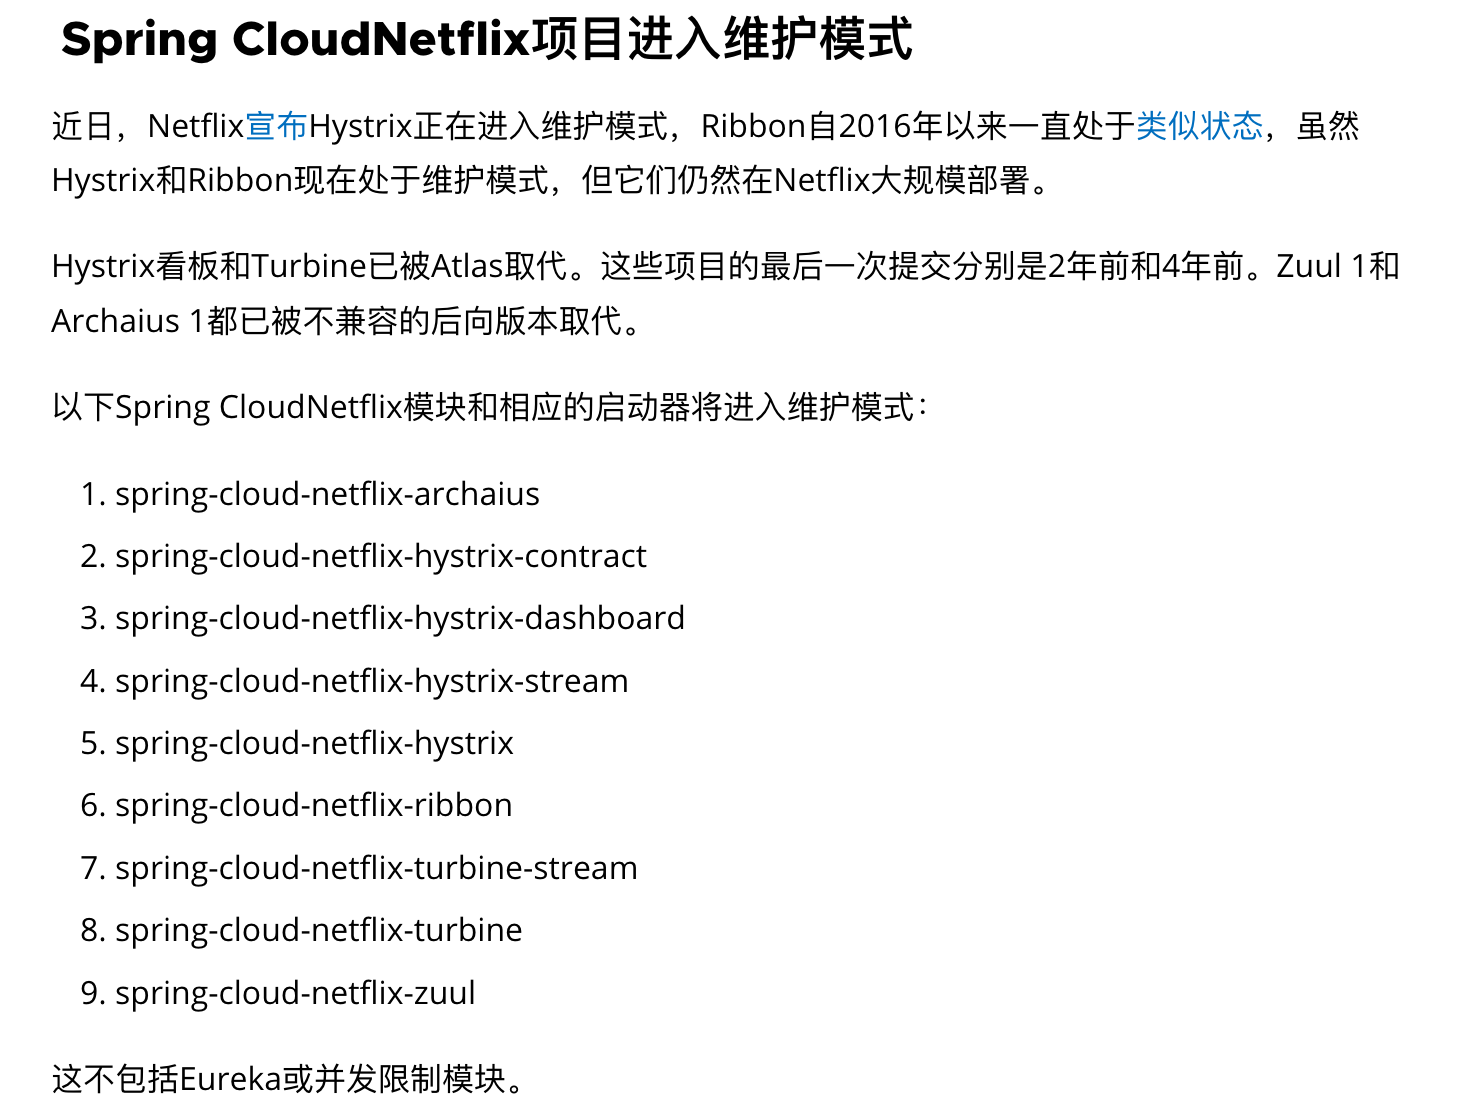 Spring CloudNetflix项目进入维护模式
近日，Netflix宣布Hystrix正在进入维护模式，Ribbon自2016年以来一直处于类似状态，虽然
Hystrix和Ribbon现在处于维护模式，但它们仍然在Netflix大规模部署。
Hystrix看板和Turbine已被Atlas取代。这些项目的最后一次提交分别是2年前和4年前。Zuul 1和
Archaius 1都已被不兼容的后向版本取代。
以下Spring CloudNetflix模块和相应的启动器将进入维护模式：
1. spring-cloud-netflix-archaius
2. spring-cloud-netflix-hystrix-contract
3. spring-cloud-netflix-hystrix-dashboard
4. spring-cloud-netflix-hystrix-stream
5. spring-cloud-netflix-hystrix
6. spring-cloud-netflix-ribbon
7. spring-cloud-netflix-turbine-stream
8. spring-cloud-netflix-turbine
9. spring-cloud-netflix-zuul
这不包括Eureka或并发限制模块。